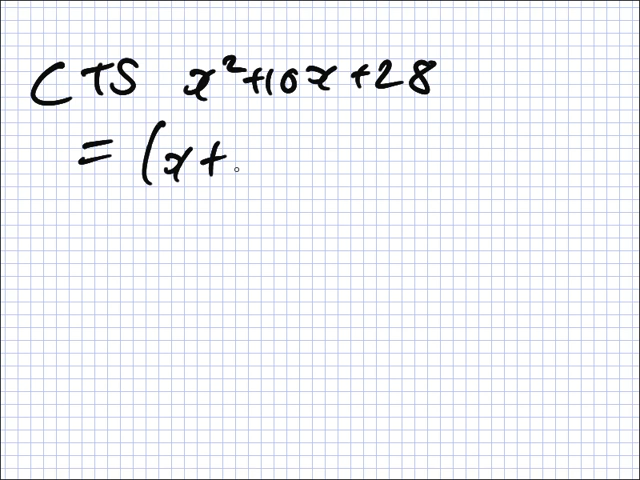 CTS x²+10x+28
= (x+